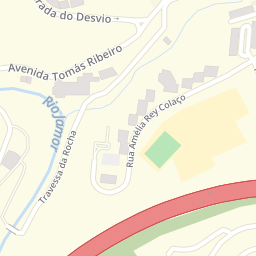 rada do Desvio
Avenida Tomás Ribeiro
Rio Jamor
Travessa da Rocha
Rua Amélia Rey Colaço